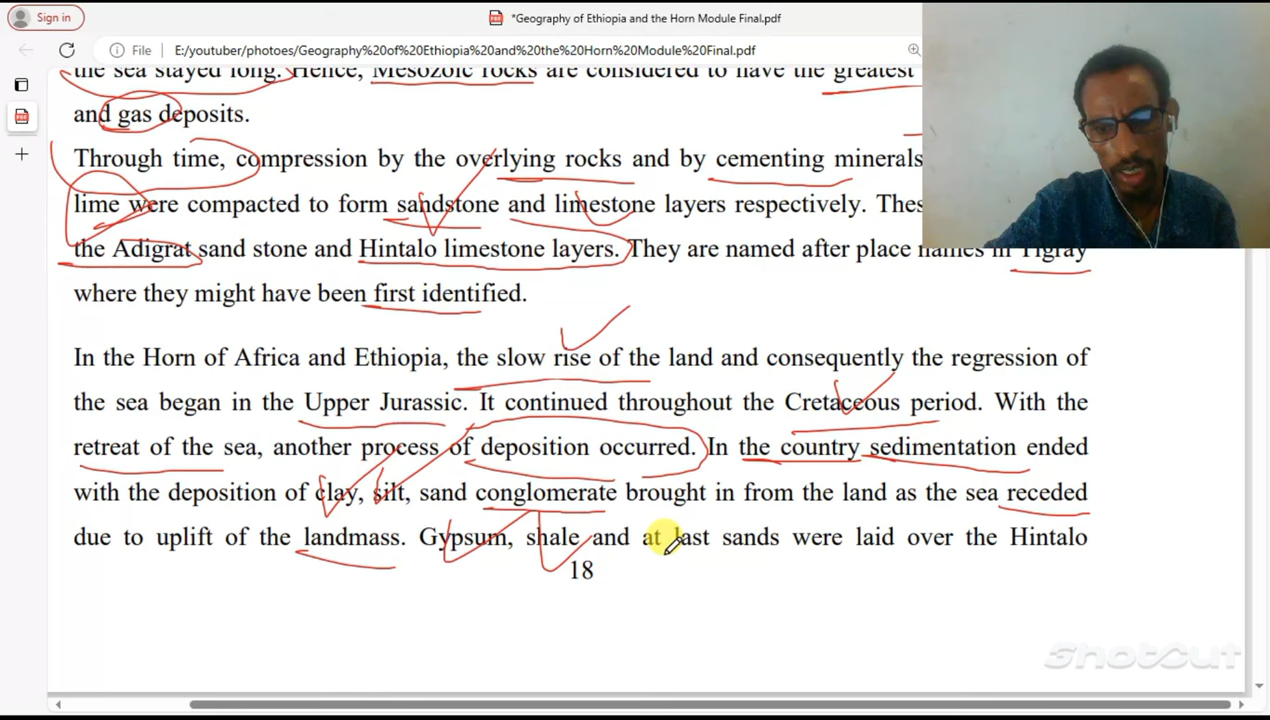 Sign in
*Geography of Ethiopia and the Horn Module Final.pdf
File E:/youtuber/photoes/Geography%20of%20Ethiopia%20and%20the%20Horn%20Module%20Final.pdf
the sea stayed long. Hence, Mesozoic rocks are considered to have the greatest
and gas deposits.
Through time, compression by the overlying rocks and by cementing minerals
lime were compacted to form sandstone and limestone layers respectively. Thes
the Adigrat sand stone and Hintalo limestone layers. They are named after place names in Tigray
where they might have been first identified.
In the Horn of Africa and Ethiopia, the slow rise of the land and consequently the regression of
the sea began in the Upper Jurassic. It continued throughout the Cretaceous period. With the
retreat of the sea, another process of deposition occurred. In the country sedimentation ended
with the deposition of clay, silt, sand conglomerate brought in from the land as the sea receded
due to uplift of the landmass. Gypsum, shale and at last sands were laid over the Hintalo
18
Shotcut